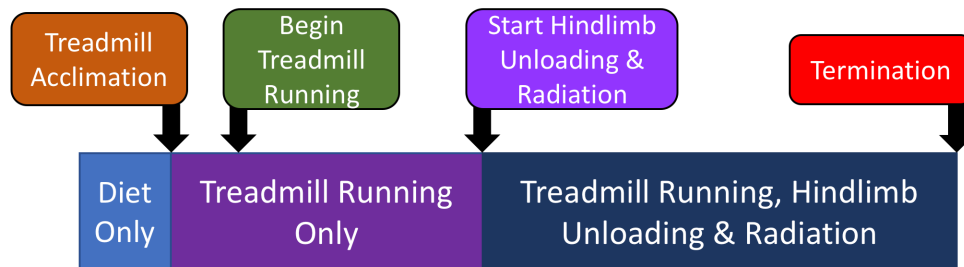 Treadmill
Acclimation
Begin
Treadmill
Running
Start Hindlimb
Unloading &
Radiation
Termination
Diet
Only
Treadmill Running
Only
Treadmill Running, Hindlimb
Unloading & Radiation